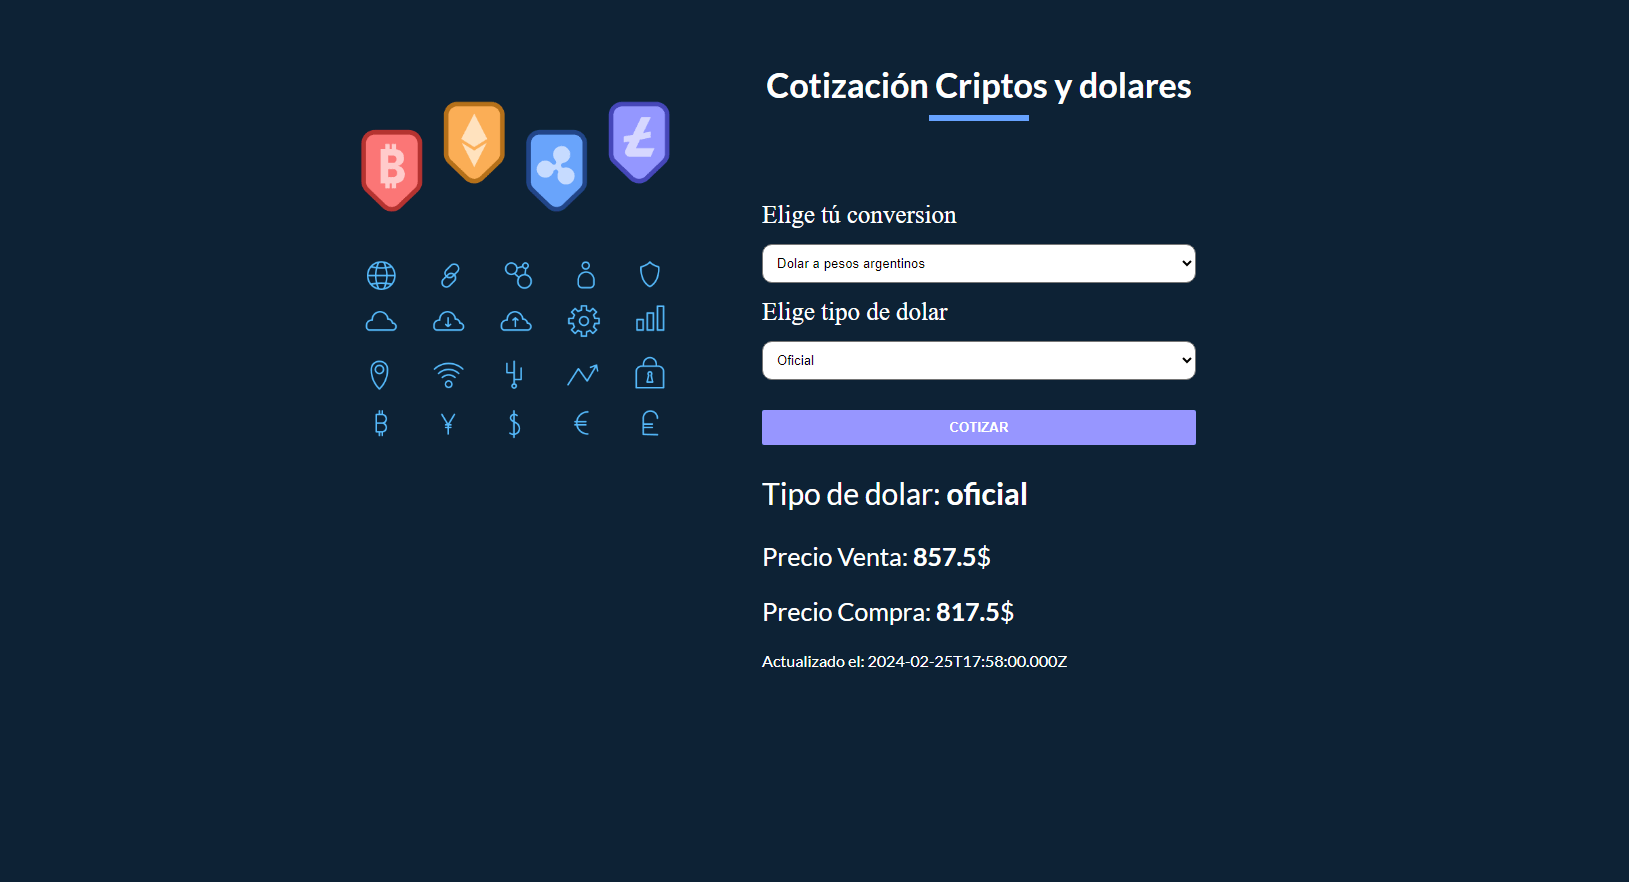 Cotización Criptos y dolares
Elige tú conversion
Dolar a pesos argentinos
Elige tipo de dolar
Oficial
COTIZAR
Tipo de dolar: oficial
Precio Venta: 857.5$
Precio Compra: 817.5$
Actualizado el: 2024-02-25T17:58:00.000Z